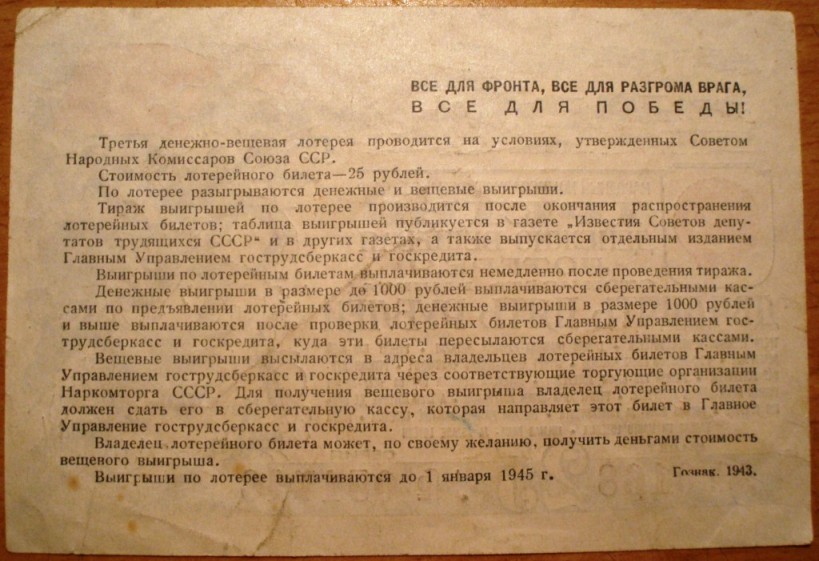 ВСЕ ДЛЯ ФРОНТА, ВСЕ ДЛЯ РАЗГРОМА ВРАГА,
ВСЕ ДЛЯ ПОБЕДЫ!
Третья денежно-вещевая лотерея проводится на условиях, утвержденных Советом
Народных Комиссаров Союза ССР.
Стоимость лотерейного билета—25 рублей.
По лотерее разыгрываются денежные и вещевые выигрыши.
Тираж выигрышей по лотерее производится после окончания распространения
лотерейных билетов; таблица выигрышей публикуется в газете „Известия Советов депу-
татов трудящихся СССР“ и в других газетах, а также выпускается отдельным изданием
Главным Управлением гострудсберкасс и госкредита.
Выигрыши по лотерейным билетам выплачиваются немедленно после проведения тиража.
Денежные выигрыши в размере до 1000 рублей выплачиваются сберегательными кас-
сами по предъявлении лотерейных билетов; денежные выигрыши в размере 1000 рублей
и выше выплачиваются после проверки лотерейных билетов Главным Управлением гос-
трудсберкасс и госкредита, куда эти билеты пересылаются сберегательными кассами.
Вещевые выигрыши высылаются в адреса владельцев лотерейных билетов Главным
Управлением гострудсберкасс и госкредита через соответствующие торгующие организации
Наркомторга СССР. Для получения вещевого выигрыша владелец лотерейного билета
должен сдать его в сберегательную кассу, которая направляет этот билет в Главное
Управление гострудсберкасс и госкредита.
Владелец лотерейного билета может, по своему желанию, получить деньгами стоимость
вещевого выигрыша.
Выигрыши по лотерее выплачиваются до 1 января 1945 г.
Гознак. 1943.